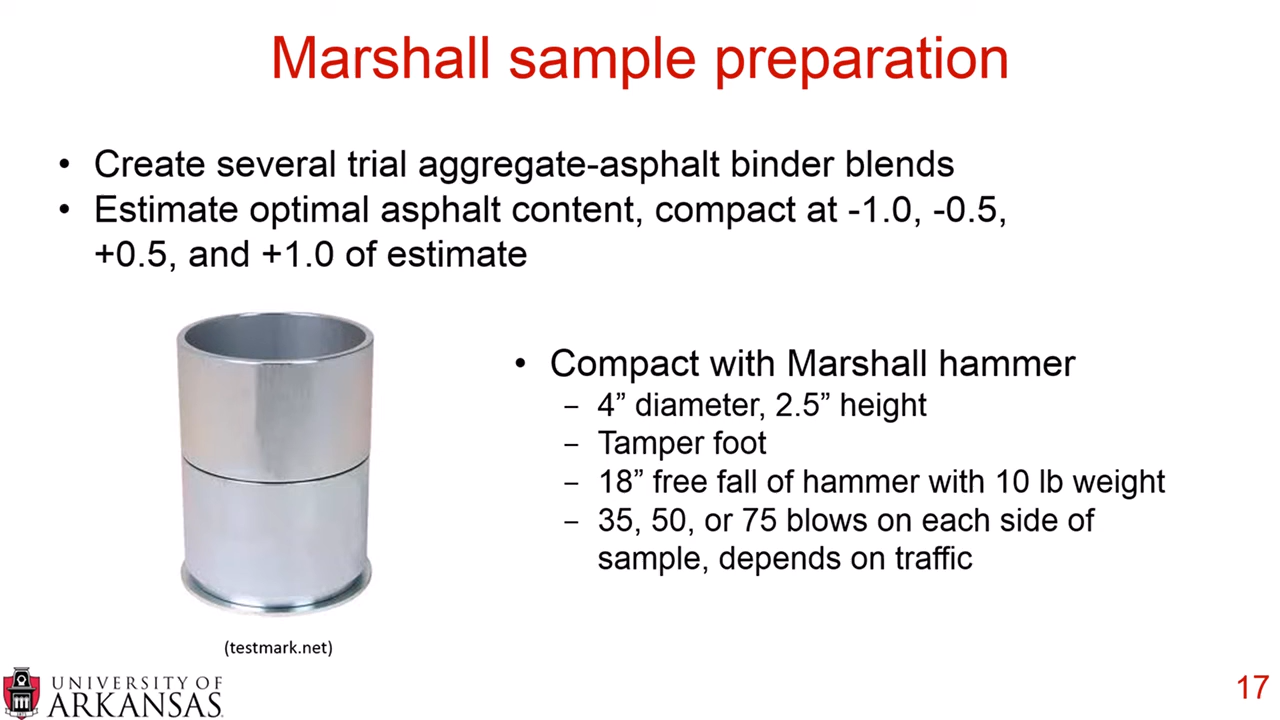 Marshall sample preparation
• Create several trial aggregate-asphalt binder blends
• Estimate optimal asphalt content, compact at -1.0, -0.5,
+0.5, and +1.0 of estimate
• Compact with Marshall hammer
– 4” diameter, 2.5” height
– Tamper foot
– 18” free fall of hammer with 10 lb weight
– 35, 50, or 75 blows on each side of
sample, depends on traffic
(testmark.net)
UNIVERSITY OF
ARKANSAS
17